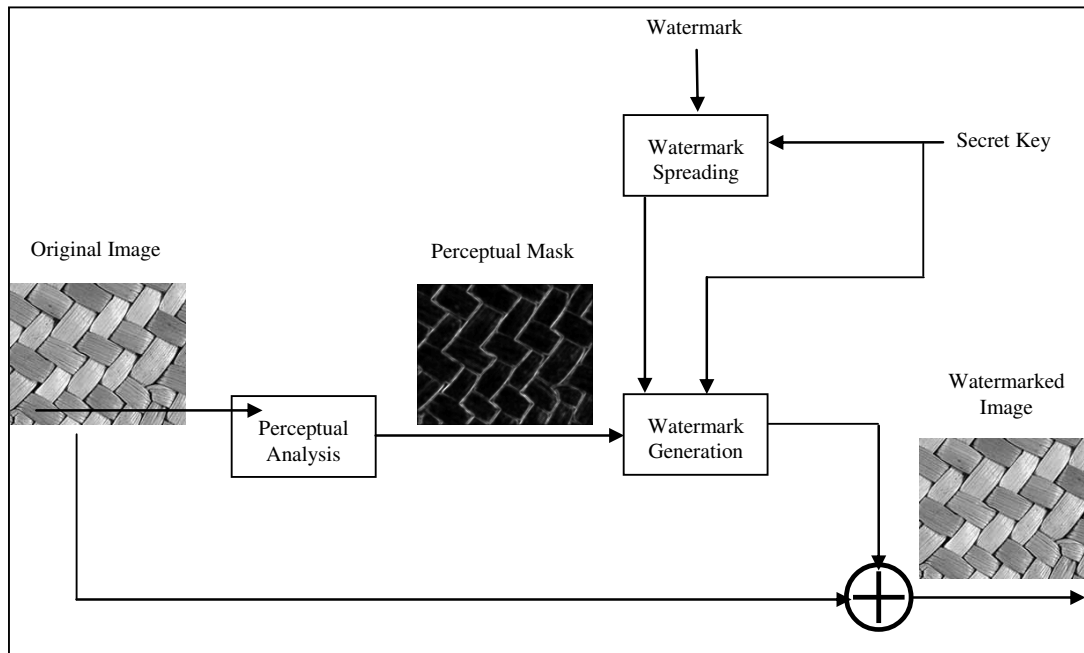 Watermark
Watermark
Spreading
Secret Key
Original Image
Perceptual Mask
Perceptual
Analysis
Watermark
Generation
Watermarked
Image